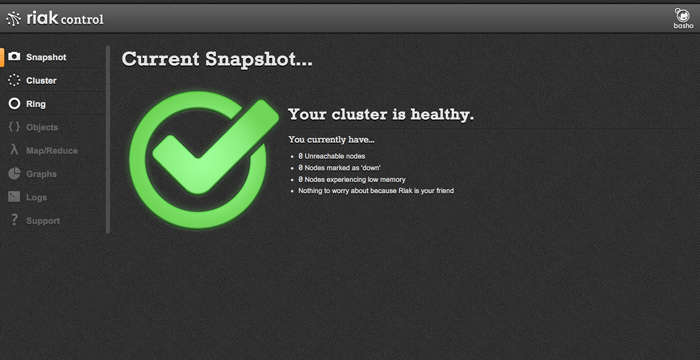 riak control
basho
Snapshot
Cluster
Ring
Objects
Map/Reduce
Graphs
Logs
Support
Current Snapshot...
Your cluster is healthy.
You currently have...
0 Unreachable nodes
0 Nodes marked as 'down'
0 Nodes experiencing low memory
Nothing to worry about because Riak is your friend